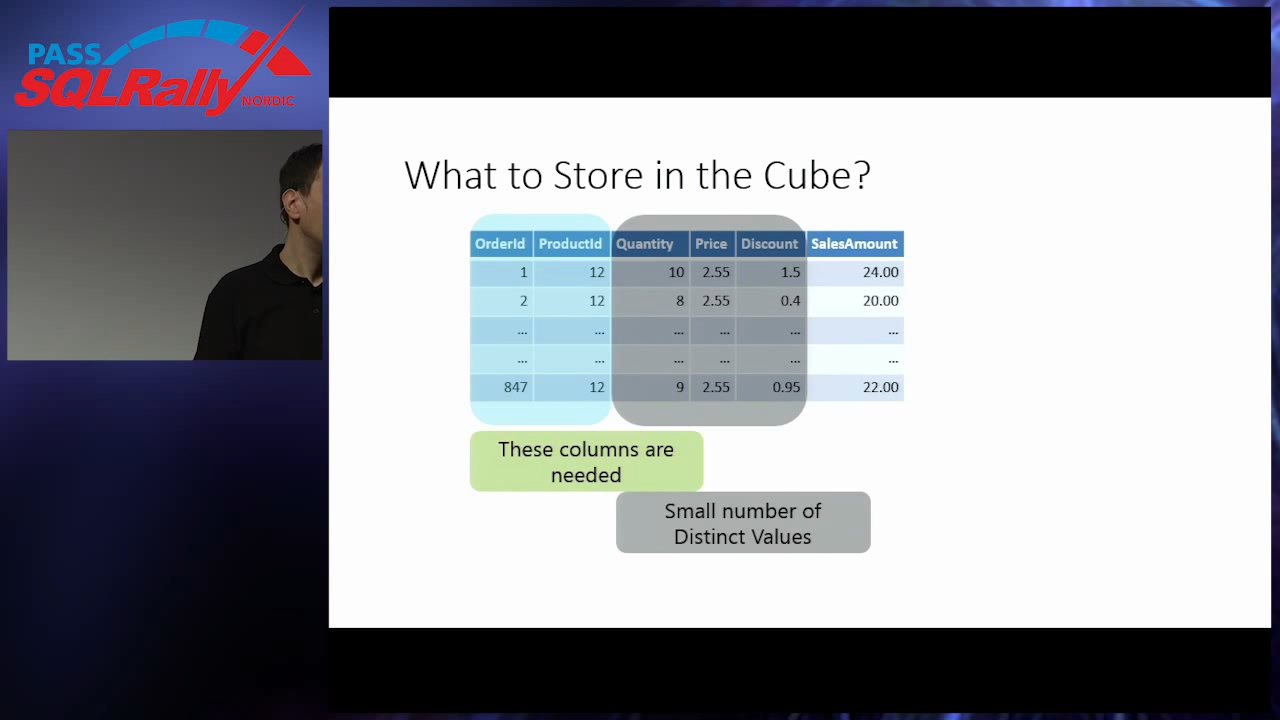 PASS
SQLRally
NORDIC
What to Store in the Cube?
OrderId ProductId Quantity Price Discount SalesAmount
1 12 10 2.55 1.5 24.00
2 12 8 2.55 0.4 20.00
... ... ... ... ... ...
... ... ... ... ... ...
847 12 9 2.55 0.95 22.00
These columns are
needed
Small number of
Distinct Values